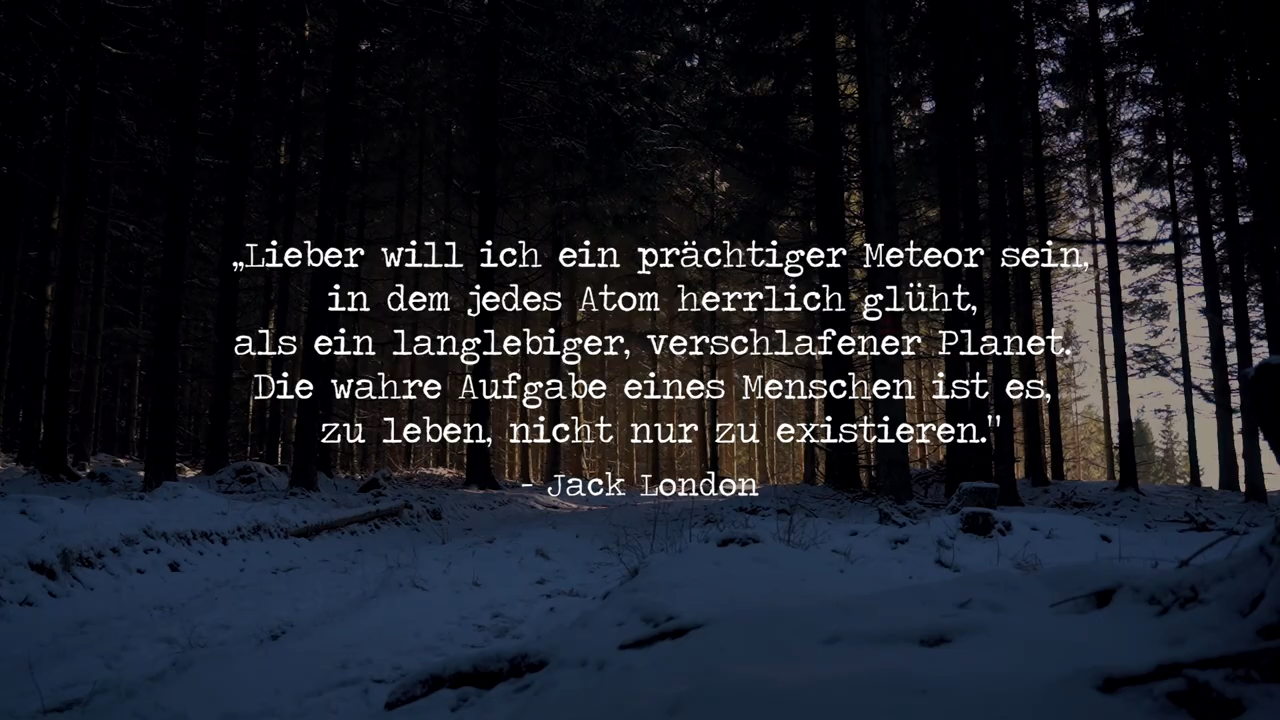 „Lieber will ich ein prächtiger Meteor sein,
in dem jedes Atom herrlich glüht,
als ein langlebiger, verschlafener Planet.
Die wahre Aufgabe eines Menschen ist es,
zu leben, nicht nur zu existieren."
- Jack London